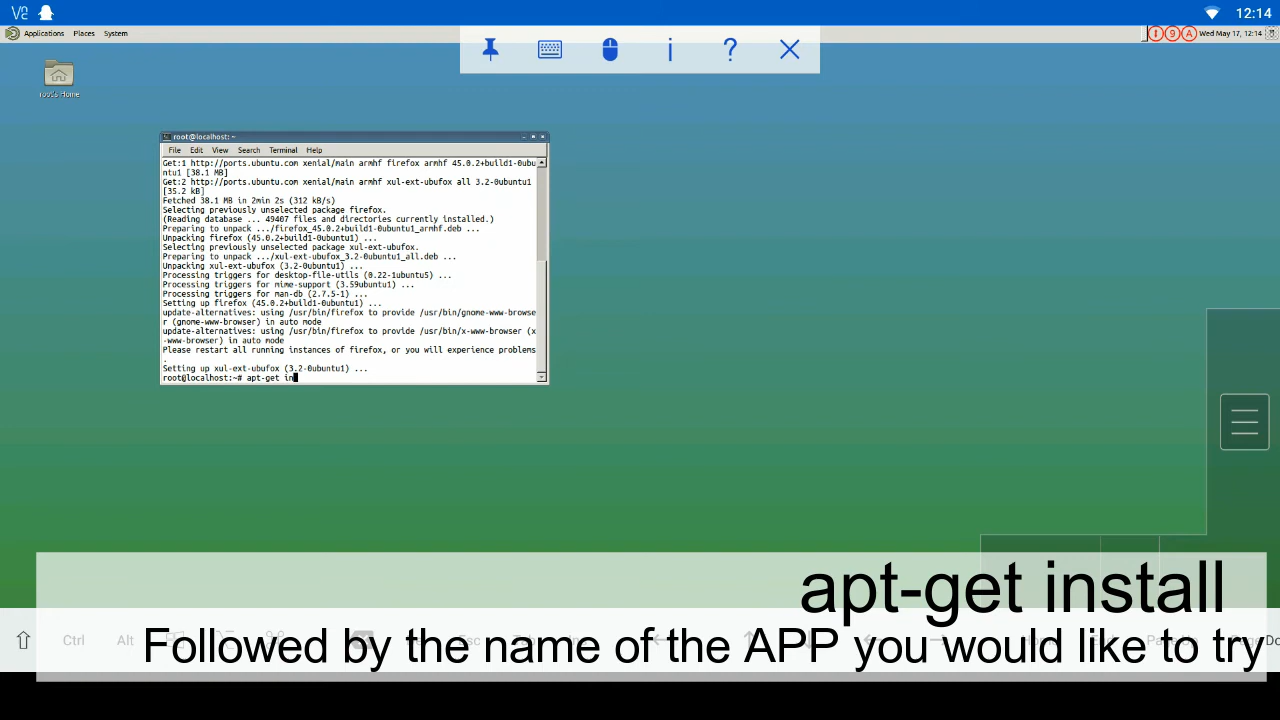 V2
12:14
Applications Places System
Wed May 17, 12:14
root's Home
root@localhost: ~
File Edit View Search Terminal Help
Get:1 http://ports.ubuntu.com xenial/main armhf firefox armhf 45.0.2+build1-0ubu
ntu1 [38.1 MB]
Get:2 http://ports.ubuntu.com xenial/main armhf xul-ext-ubufox all 3.2-0ubuntu1
[35.2 kB]
Fetched 38.1 MB in 2min 2s (312 kB/s)
Selecting previously unselected package firefox.
(Reading database ... 49407 files and directories currently installed.)
Preparing to unpack .../firefox_45.0.2+build1-0ubuntu1_armhf.deb ...
Unpacking firefox (45.0.2+build1-0ubuntu1) ...
Selecting previously unselected package xul-ext-ubufox.
Preparing to unpack .../xul-ext-ubufox_3.2-0ubuntu1_all.deb ...
Unpacking xul-ext-ubufox (3.2-0ubuntu1) ...
Processing triggers for desktop-file-utils (0.22-1ubuntu5) ...
Processing triggers for mime-support (3.59ubuntu1) ...
Processing triggers for man-db (2.7.5-1) ...
Setting up firefox (45.0.2+build1-0ubuntu1) ...
update-alternatives: using /usr/bin/firefox to provide /usr/bin/gnome-www-browse
r (gnome-www-browser) in auto mode
update-alternatives: using /usr/bin/firefox to provide /usr/bin/x-www-browser (x
-www-browser) in auto mode
Please restart all running instances of firefox, or you will experience problems
.
Setting up xul-ext-ubufox (3.2-0ubuntu1) ...
root@localhost:~# apt-get in
apt-get install
Ctrl Alt
Followed by the name of the APP you would like to try